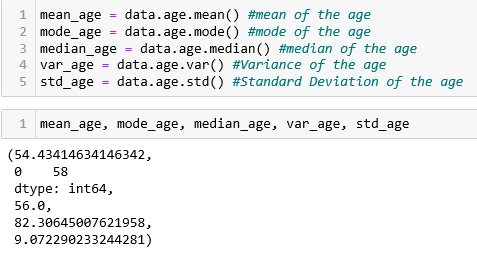 1 mean_age = data.age.mean() #mean of the age
2 mode_age = data.age.mode() #mode of the age
3 median_age = data.age.median() #median of the age
4 var_age = data.age.var() #Variance of the age
5 std_age = data.age.std() #Standard Deviation of the age
1 mean_age, mode_age, median_age, var_age, std_age
(54.43414634146342,
0    58
dtype: int64,
56.0,
82.30645007621958,
9.072290233244281)